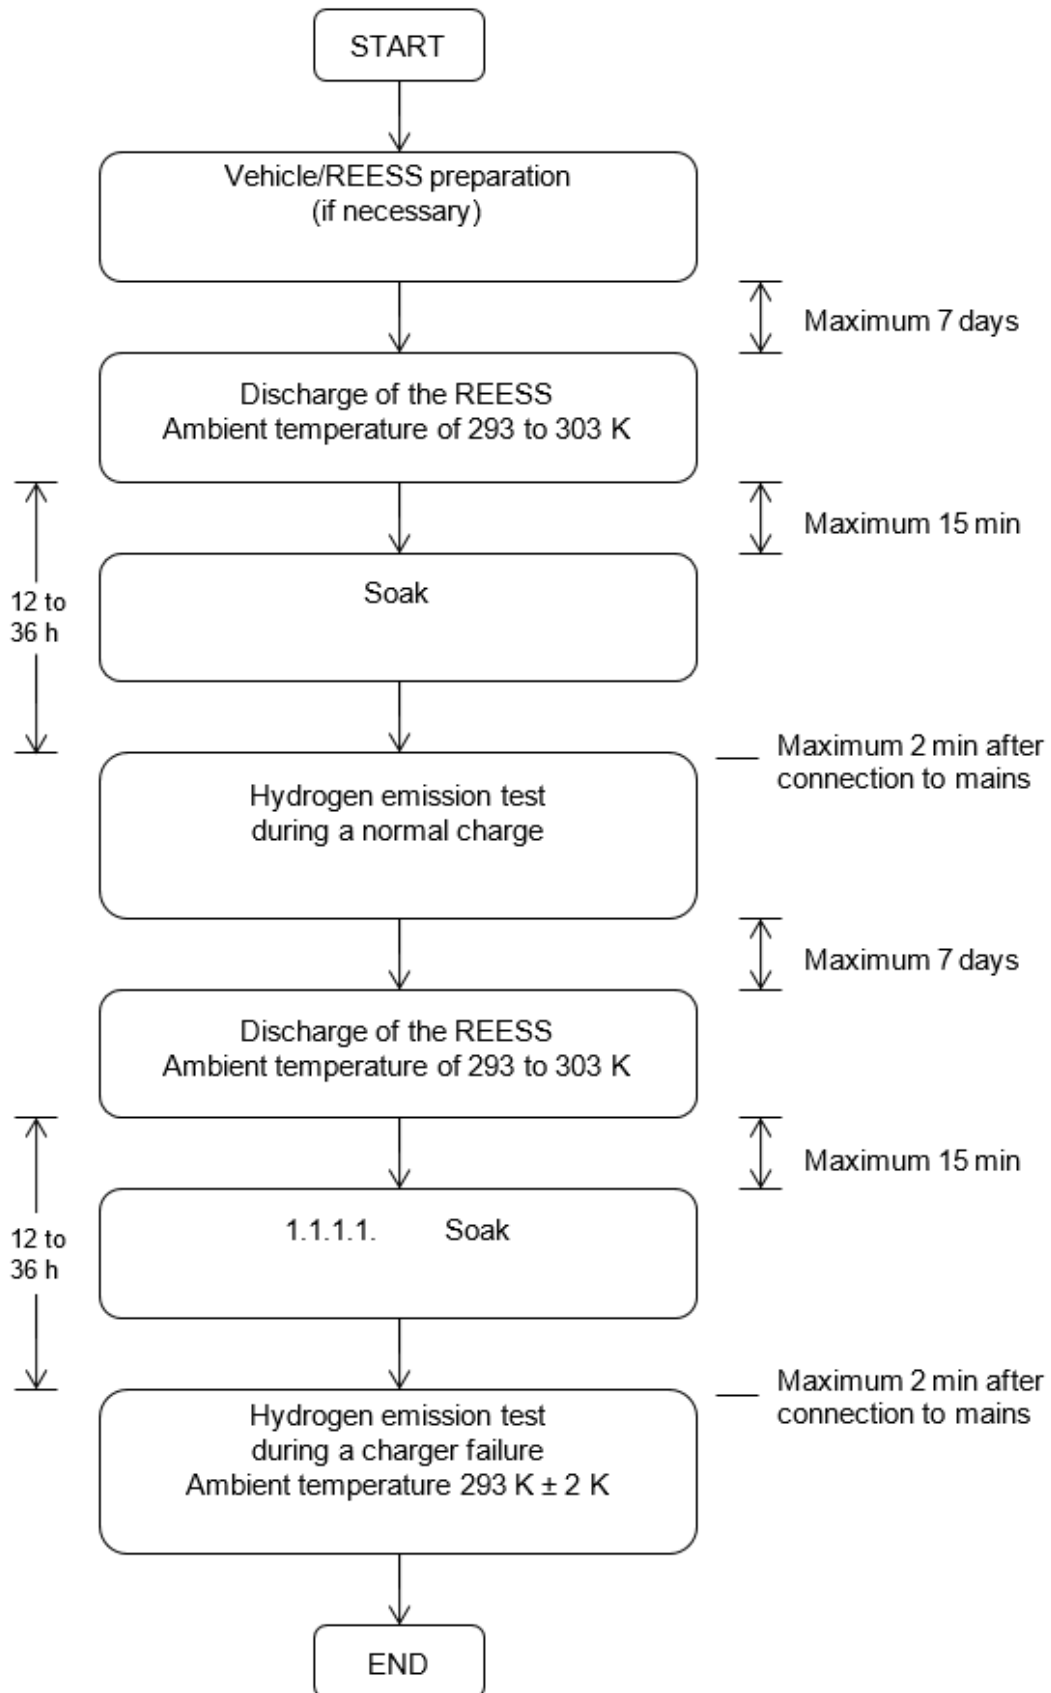 START
Vehicle/REESS preparation
(if necessary)
Maximum 7 days
Discharge of the REESS
Ambient temperature of 293 to 303 K
Maximum 15 min
Soak
12 to
36 h
Maximum 2 min after
connection to mains
Hydrogen emission test
during a normal charge
Maximum 7 days
Discharge of the REESS
Ambient temperature of 293 to 303 K
Maximum 15 min
1.1.1.1. Soak
12 to
36 h
Maximum 2 min after
connection to mains
Hydrogen emission test
during a charger failure
Ambient temperature 293 K ± 2 K
END